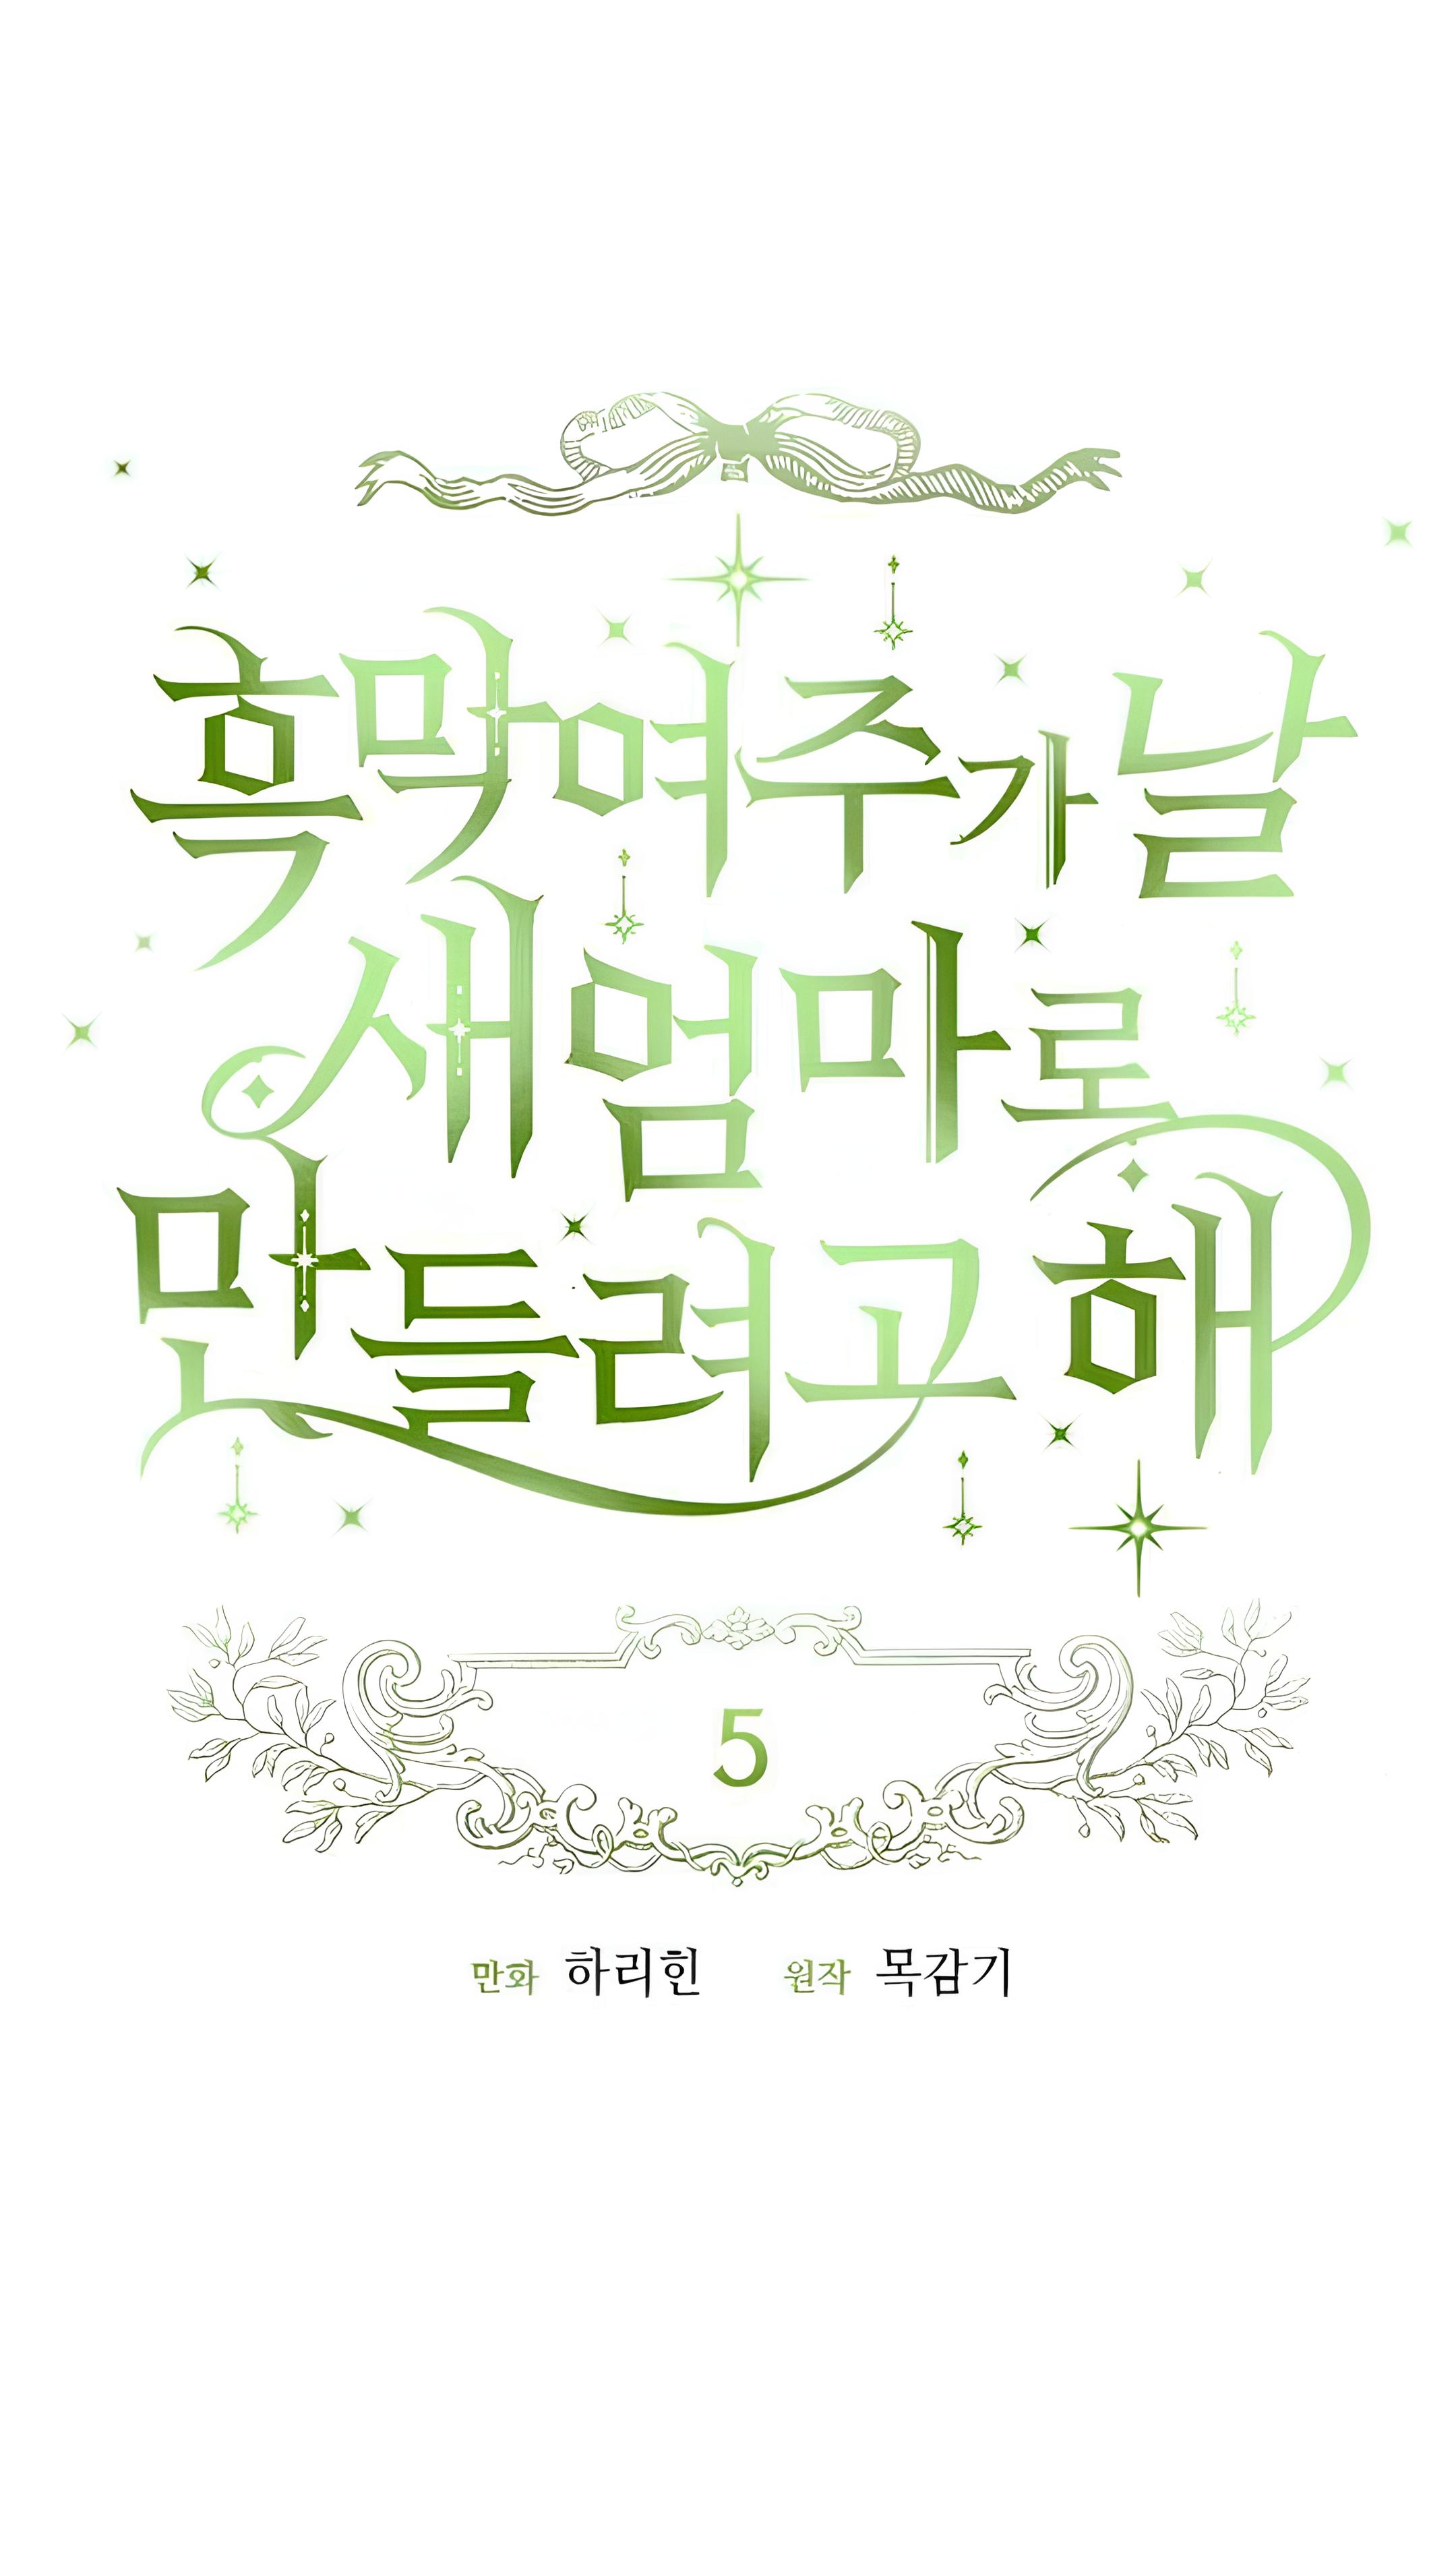 흑막여주가 날
새엄마로
만들려고 해
5
만화 하리힌 원작 목감기